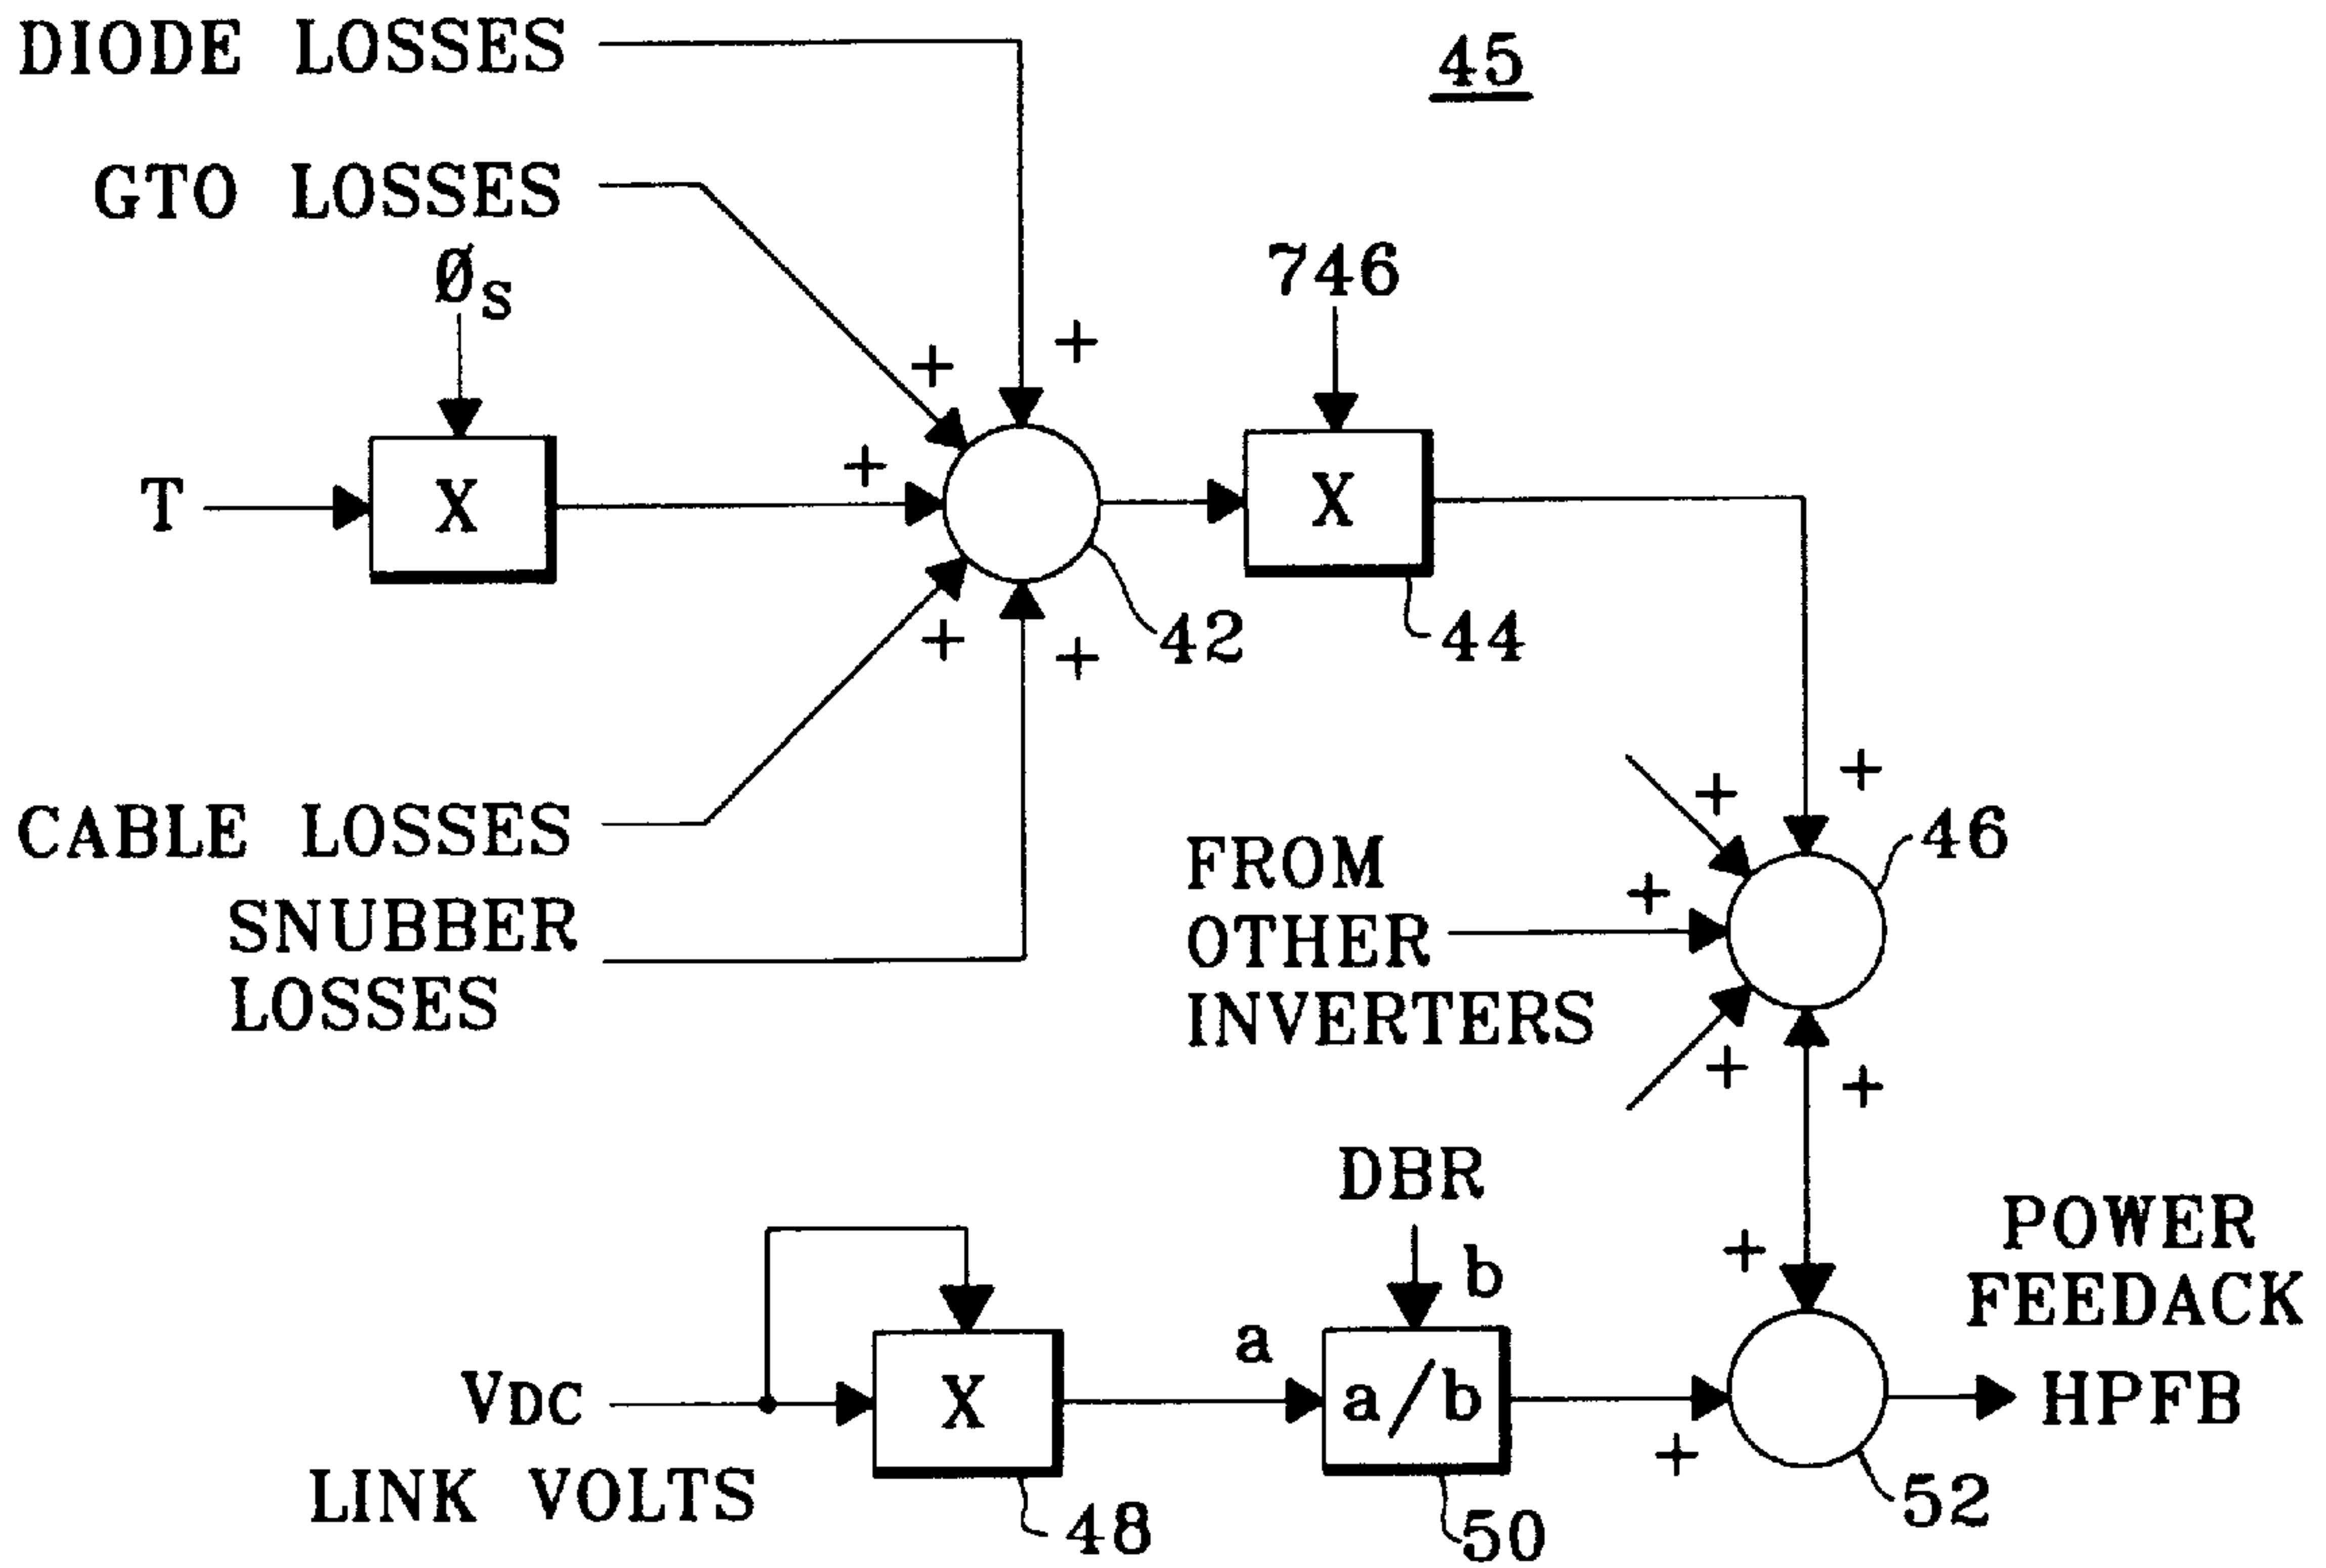 DIODE LOSSES
45
GTO LOSSES
Øs
746
+
+
+
T
X
X
+
+
42
44
CABLE LOSSES
SNUBBER
LOSSES
+
+
+
+
+
46
FROM
OTHER
INVERTERS
DBR
b
+
POWER
FEEDACK
HPFB
a
VDC
X
a/b
+
LINK VOLTS
48
50
52